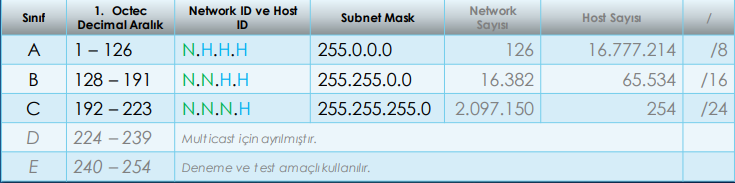 Sınıf 1. Octec Decimal Aralık Network ID ve Host ID Subnet Mask Network Sayısı Host Sayısı /
A 1 – 126 N.H.H.H 255.0.0.0 126 16.777.214 /8
B 128 – 191 N.N.H.H 255.255.0.0 16.382 65.534 /16
C 192 – 223 N.N.N.H 255.255.255.0 2.097.150 254 /24
D 224 – 239 Multicast için ayrılmıştır.
E 240 – 254 Deneme ve test amaçlı kullanılır.